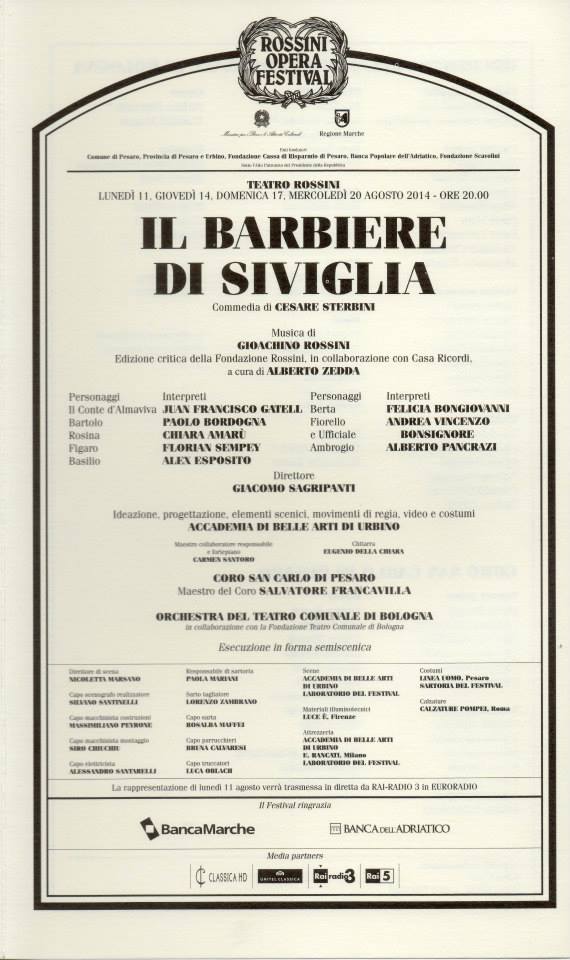 ROSSINI
OPERA
FESTIVAL
Regione Marche
Enti fondatori
Comune di Pesaro, Provincia di Pesaro e Urbino, Fondazione Cassa di Risparmio di Pesaro, Banca Popolare dell'Adriatico, Fondazione Scavolini
Sotto l'Alto Patronato del Presidente della Repubblica
TEATRO ROSSINI
LUNEDÌ 11, GIOVEDÌ 14, DOMENICA 17, MERCOLEDÌ 20 AGOSTO 2014 - ORE 20.00
IL BARBIERE
DI SIVIGLIA
Commedia di CESARE STERBINI
Musica di
GIOACHINO ROSSINI
Edizione critica della Fondazione Rossini, in collaborazione con Casa Ricordi,
a cura di ALBERTO ZEDDA
Personaggi Interpreti
Il Conte d'Almaviva JUAN FRANCISCO GATELL
Bartolo PAOLO BORDOGNA
Rosina CHIARA AMARÙ
Figaro FLORIAN SEMPEY
Basilio ALEX ESPOSITO
Personaggi Interpreti
Berta FELICIA BONGIOVANNI
Fiorello ANDREA VINCENZO
e Ufficiale BONSIGNORE
Ambrogio ALBERTO PANCRAZI
Direttore
GIACOMO SAGRIPANTI
Ideazione, progettazione, elementi scenici, movimenti di regia, video e costumi
ACCADEMIA DI BELLE ARTI DI URBINO
Maestro collaboratore responsabile
e fortepiano
CARMEN SANTORO
Chitarra
EUGENIO DELLA CHIARA
CORO SAN CARLO DI PESARO
Maestro del Coro SALVATORE FRANCAVILLA
ORCHESTRA DEL TEATRO COMUNALE DI BOLOGNA
in collaborazione con la Fondazione Teatro Comunale di Bologna
Esecuzione in forma semiscenica
Direttore di scena
NICOLETTA MARSANO
Capo scenografo realizzatore
SILVANO SANTINELLI
Capo macchinista costruzioni
MASSIMILIANO PEYRONE
Capo macchinista montaggio
SIRO CHIUCHIU
Capo elettricista
ALESSANDRO SANTARELLI
Responsabile di sartoria
PAOLA MARIANI
Sarto tagliatore
LORENZO ZAMBRANO
Capo sarta
ROSALBA MAFFEI
Capo parrucchieri
BRUNA CALVARESI
Capo truccatori
LUCA OBLACH
Scene
ACCADEMIA DI BELLE ARTI
DI URBINO
LABORATORIO DEL FESTIVAL
Materiali illuminotecnici
LUCE È, Firenze
Attrezzeria
ACCADEMIA DI BELLE ARTI
DI URBINO
E. RANCATI, Milano
LABORATORIO DEL FESTIVAL
Costumi
LINEA UOMO, Pesaro
SARTORIA DEL FESTIVAL
Calzature
CALZATURE POMPEI, Roma
La rappresentazione di lunedì 11 agosto verrà trasmessa in diretta da RAI-RADIO 3 in EURORADIO
Il Festival ringrazia
BancaMarche
BANCA DELL'ADRIATICO
Media partners
CLASSICA HD
UNITEL CLASSICA
Rai radio3
Rai 5